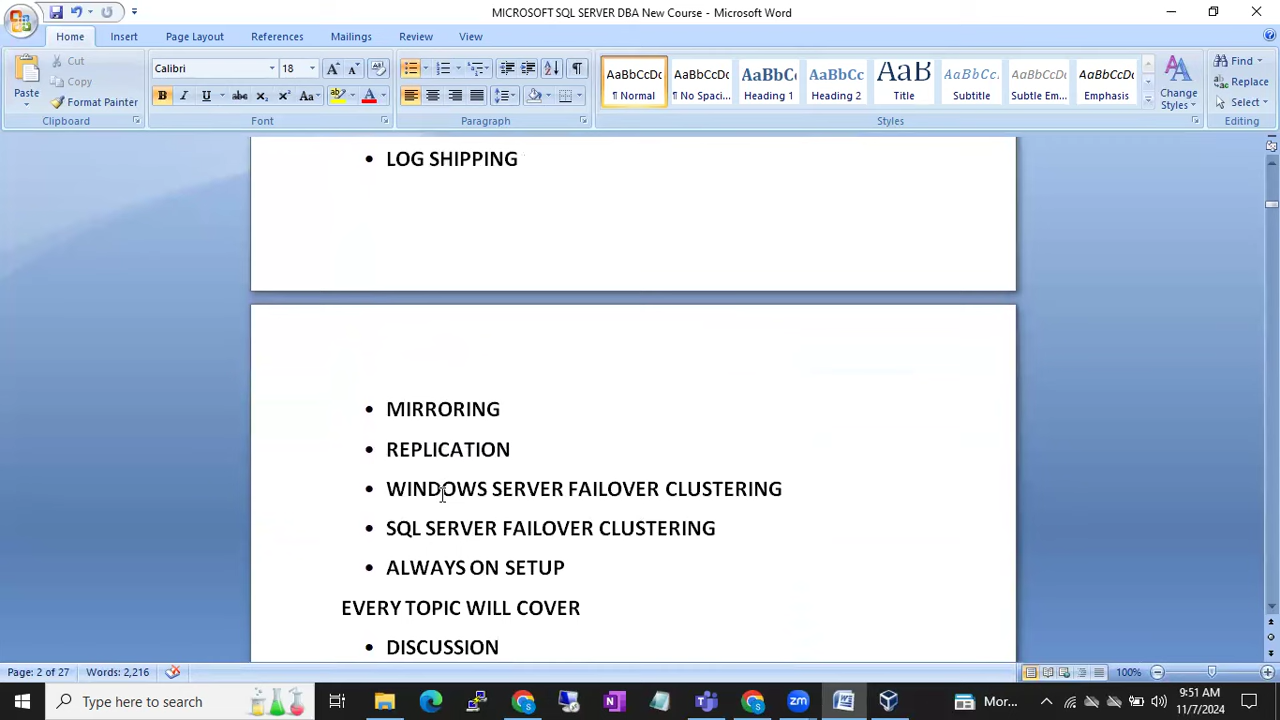 MICROSOFT SQL SERVER DBA New Course - Microsoft Word
Home Insert Page Layout References Mailings Review View
Paste
Cut
Copy
Format Painter
Clipboard
Calibri 18
Font
Paragraph
AaBbCcDc AaBbCcDc AaBbC AaBbCc AaB AaBbCc. AaBbCcDc AaBbCcDc
¶ Normal ¶ No Spaci... Heading 1 Heading 2 Title Subtitle Subtle Em... Emphasis
Change Styles
Styles
Find
Replace
Select
Editing
• LOG SHIPPING
• MIRRORING
• REPLICATION
• WINDOWS SERVER FAILOVER CLUSTERING
• SQL SERVER FAILOVER CLUSTERING
• ALWAYS ON SETUP
EVERY TOPIC WILL COVER
• DISCUSSION
Page: 2 of 27 Words: 2,216 100%
Type here to search
Mor...
9:51 AM
11/7/2024